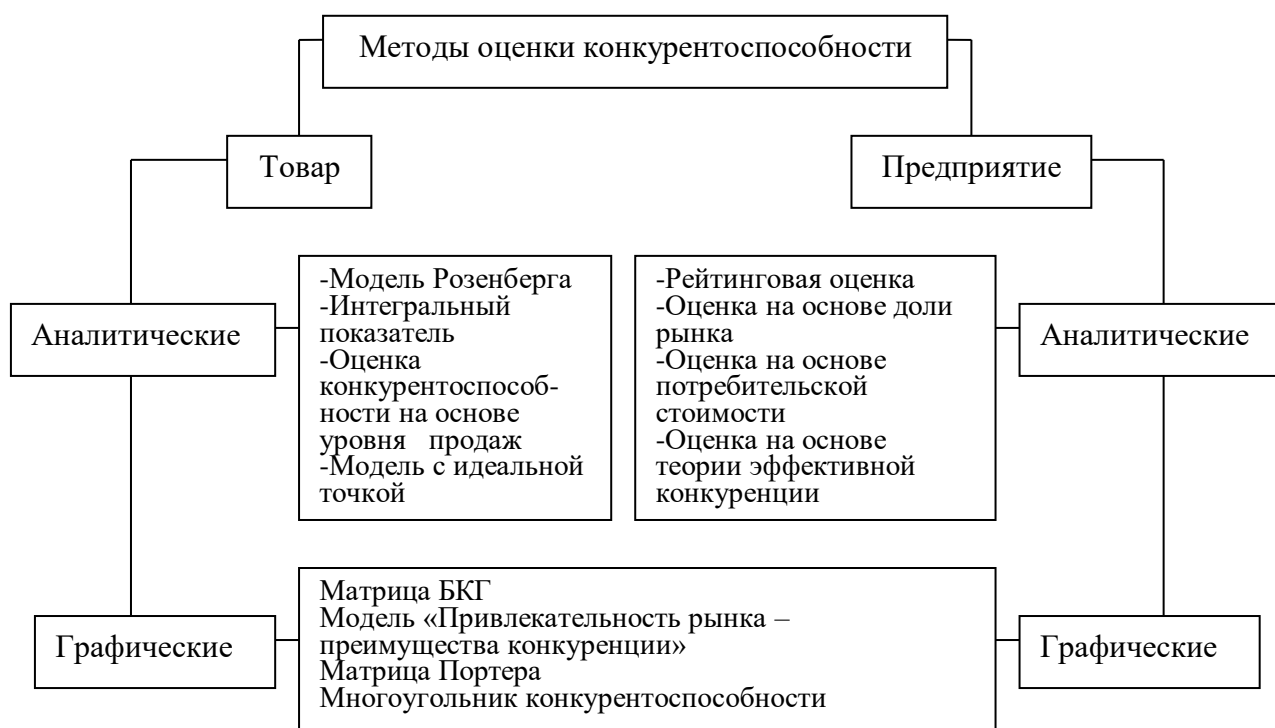 Методы оценки конкурентоспособности
Товар
Предприятие
Аналитические
-Модель Розенберга
-Интегральный
показатель
-Оценка
конкурентоспособ-
ности на основе
уровня продаж
-Модель с идеальной
точкой
-Рейтинговая оценка
-Оценка на основе доли
рынка
-Оценка на основе
потребительской
стоимости
-Оценка на основе
теории эффективной
конкуренции
Аналитические
Графические
Матрица БКГ
Модель «Привлекательность рынка –
преимущества конкуренции»
Матрица Портера
Многоугольник конкурентоспособности
Графические